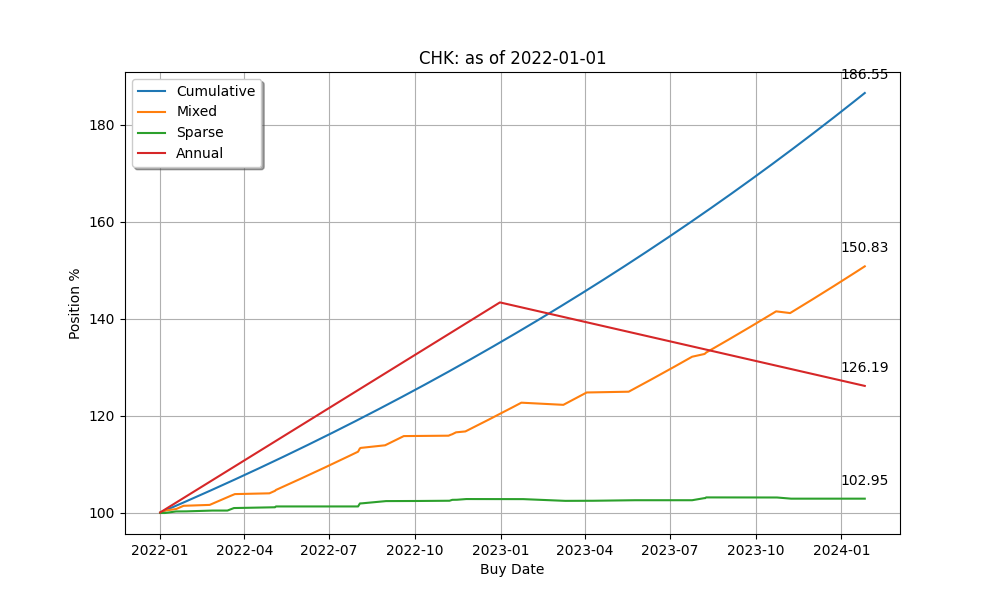 CHK: as of 2022-01-01
186.55
Cumulative
Mixed
Sparse
Annual
180
160
150.83
Position %
140
126.19
120
102.95
100
2022-01 2022-04 2022-07 2022-10 2023-01 2023-04 2023-07 2023-10 2024-01
Buy Date